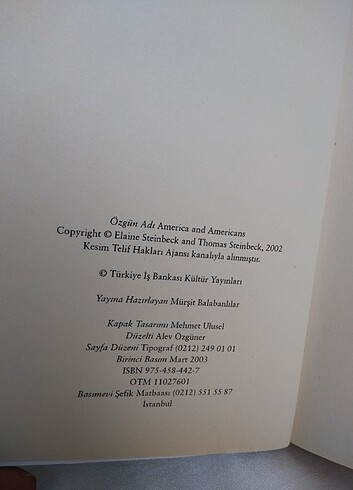 Özgün Adı America and Americans
Copyright © Elaine Steinbeck and Thomas Steinbeck, 2002
Kesim Telif Hakları Ajansı kanalıyla alınmıştır.
© Türkiye İş Bankası Kültür Yayınları
Yayına Hazırlayan Mürşit Balabanlılar
Kapak Tasarımı Mehmet Ulusel
Düzelti Alev Özgüner
Sayfa Düzeni Tipograf (0212) 249 01 01
Birinci Basım Mart 2003
ISBN 975-458-442-7
OTM 11027601
Basımevi Şefik Matbaası (0212) 551 55 87
İstanbul